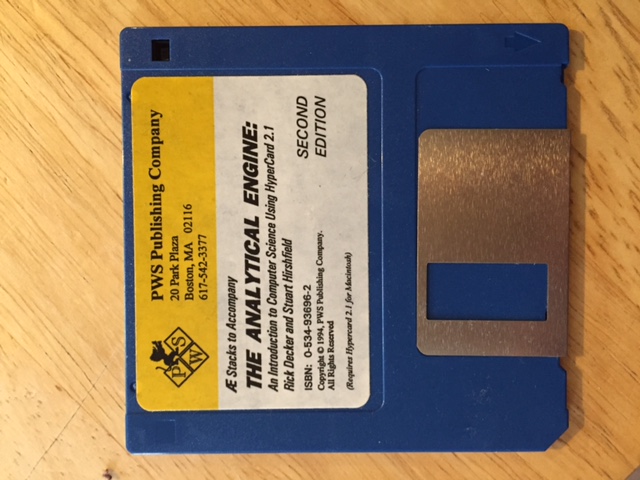 PWS
PWS Publishing Company
20 Park Plaza
Boston, MA 02116
617-542-3377
Æ Stacks to Accompany
THE ANALYTICAL ENGINE:
An Introduction to Computer Science Using HyperCard 2.1
Rick Decker and Stuart Hirshfield
SECOND
EDITION
ISBN: 0-534-93696-2
Copyright © 1994, PWS Publishing Company.
All Rights Reserved
(Requires Hypercard 2.1 for Macintosh)